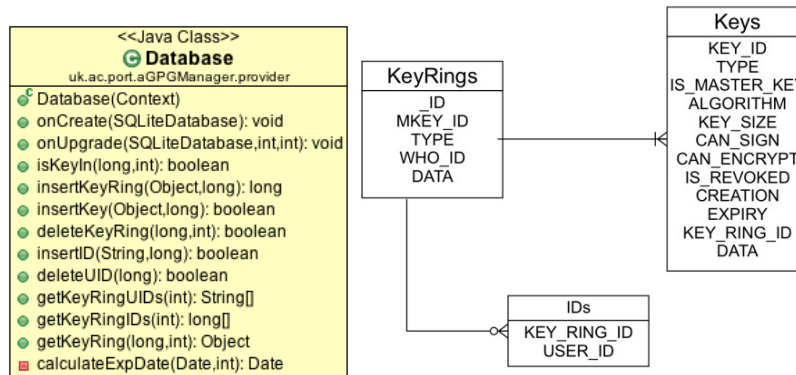 <<Java Class>>
Database
uk.ac.port.aGPGManager.provider
Database(Context)
onCreate(SQLiteDatabase): void
onUpgrade(SQLiteDatabase,int,int): void
isKeyIn(long,int): boolean
insertKeyRing(Object,long): long
insertKey(Object,long): boolean
deleteKeyRing(long,int): boolean
insertID(String,long): boolean
deleteUID(long): boolean
getKeyRingUIDs(int): String[]
getKeyRingIDs(int): long[]
getKeyRing(long,int): Object
calculateExpDate(Date,int): Date
KeyRings
_ID
MKEY_ID
TYPE
WHO_ID
DATA
Keys
KEY_ID
TYPE
IS_MASTER_KEY
ALGORITHM
KEY_SIZE
CAN_SIGN
CAN_ENCRYPT
IS_REVOKED
CREATION
EXPIRY
KEY_RING_ID
DATA
IDs
KEY_RING_ID
USER_ID